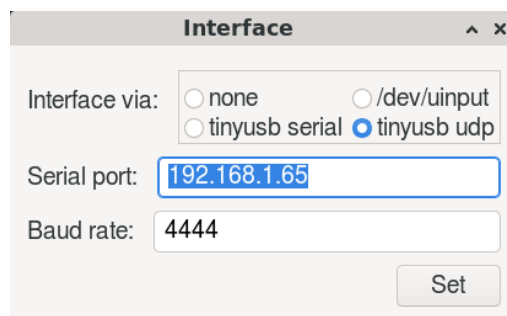 Interface
Interface via: none /dev/uinput
tinyusb serial tinyusb udp
Serial port: 192.168.1.65
Baud rate: 4444
Set